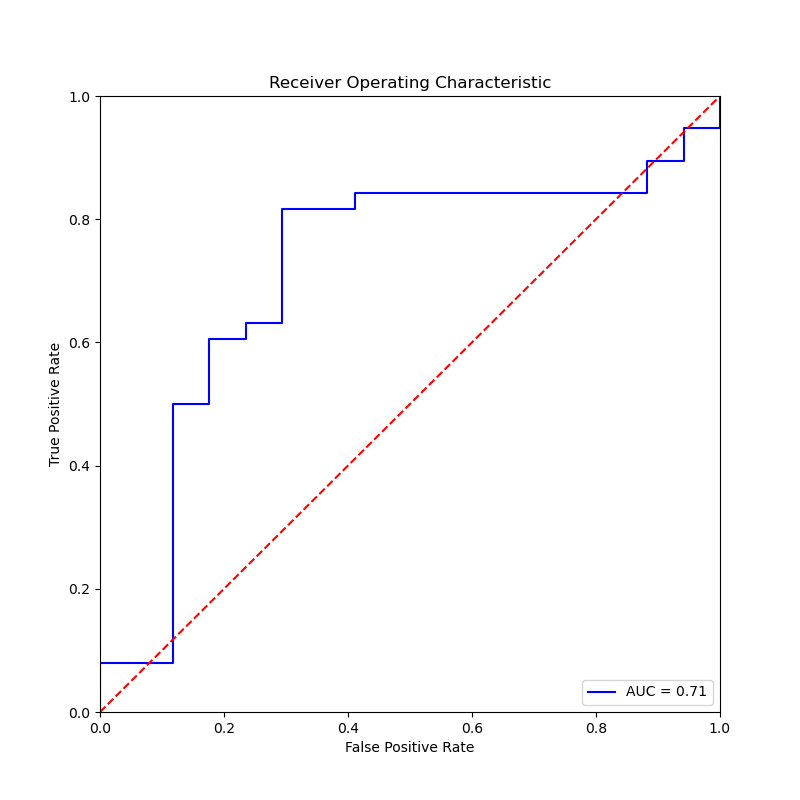 Receiver Operating Characteristic
1.0
0.8
0.6
0.4
0.2
0.0
True Positive Rate
AUC = 0.71
0.0 0.2 0.4 0.6 0.8 1.0
False Positive Rate